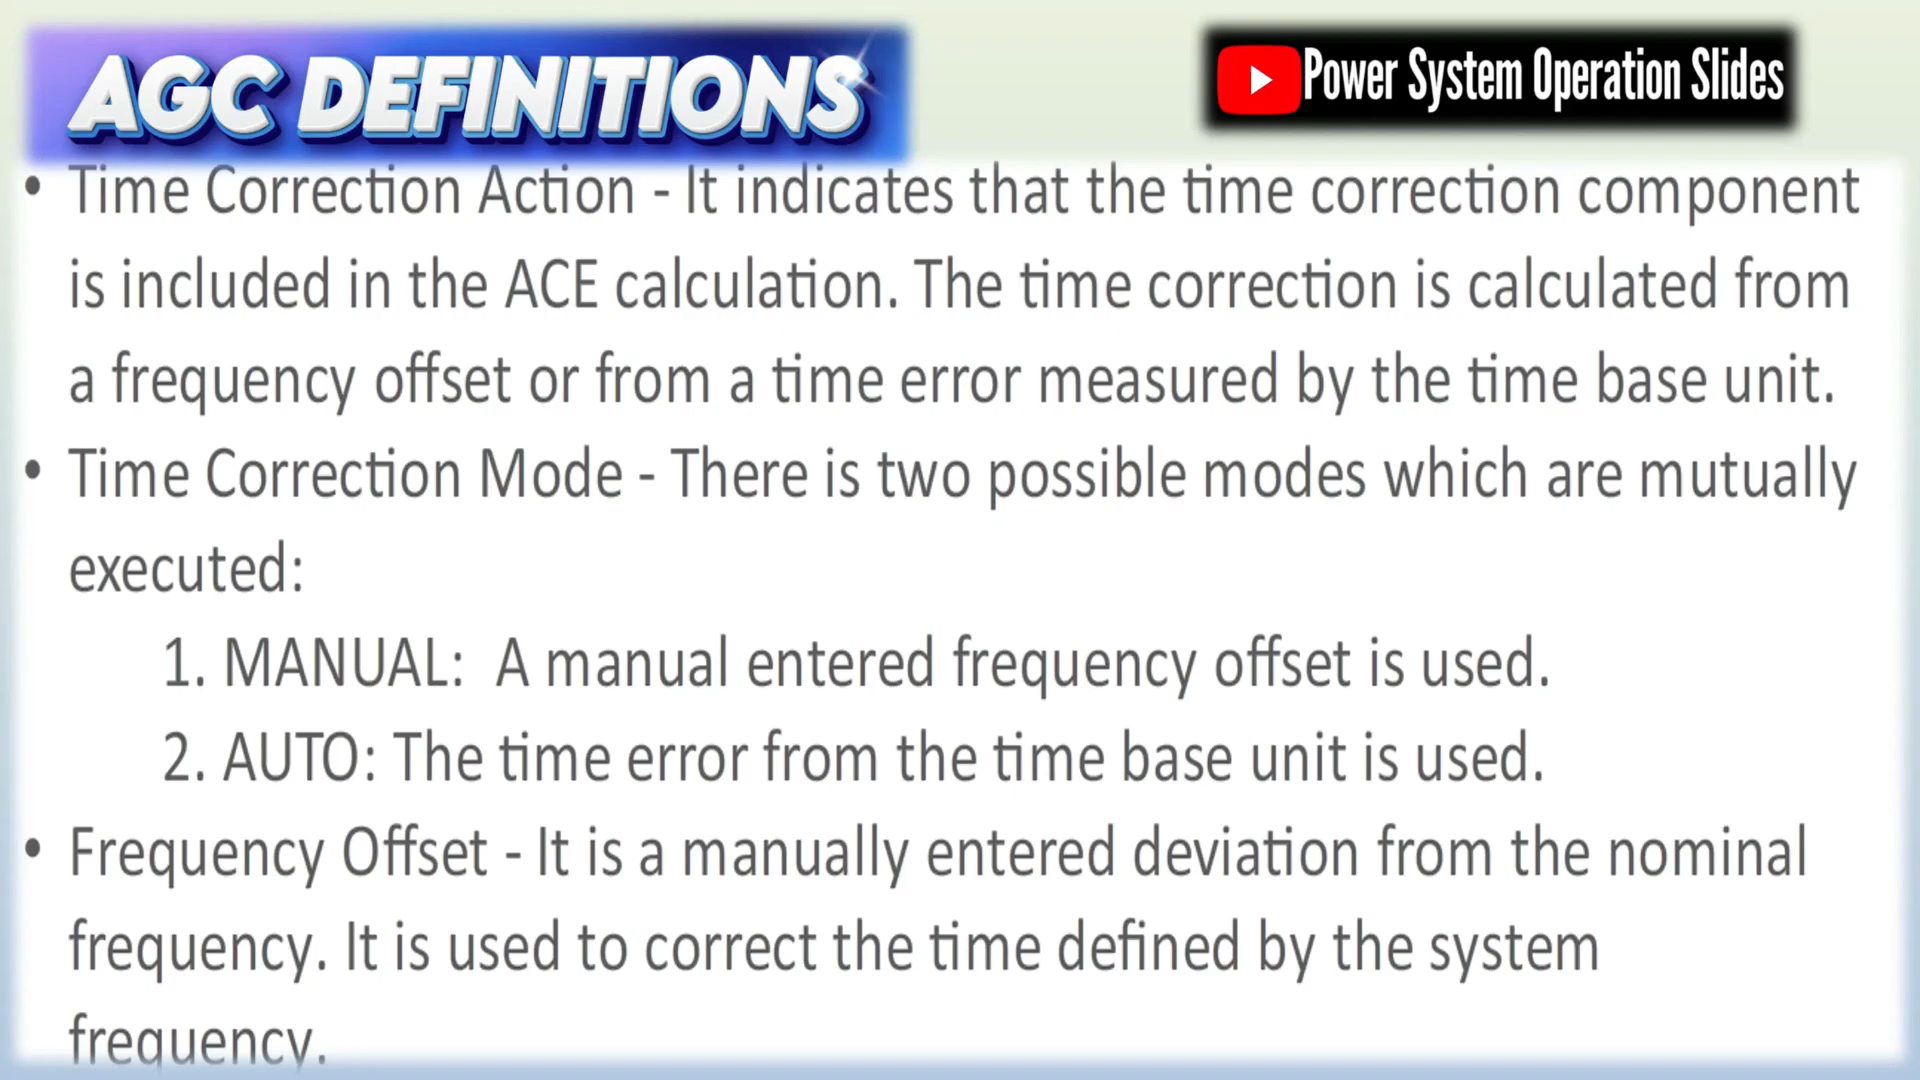 AGC DEFINITIONS
Power System Operation Slides
• Time Correction Action - It indicates that the time correction component
is included in the ACE calculation. The time correction is calculated from
a frequency offset or from a time error measured by the time base unit.
• Time Correction Mode - There is two possible modes which are mutually
executed:
1. MANUAL:  A manual entered frequency offset is used.
2. AUTO: The time error from the time base unit is used.
• Frequency Offset - It is a manually entered deviation from the nominal
frequency. It is used to correct the time defined by the system
frequency.